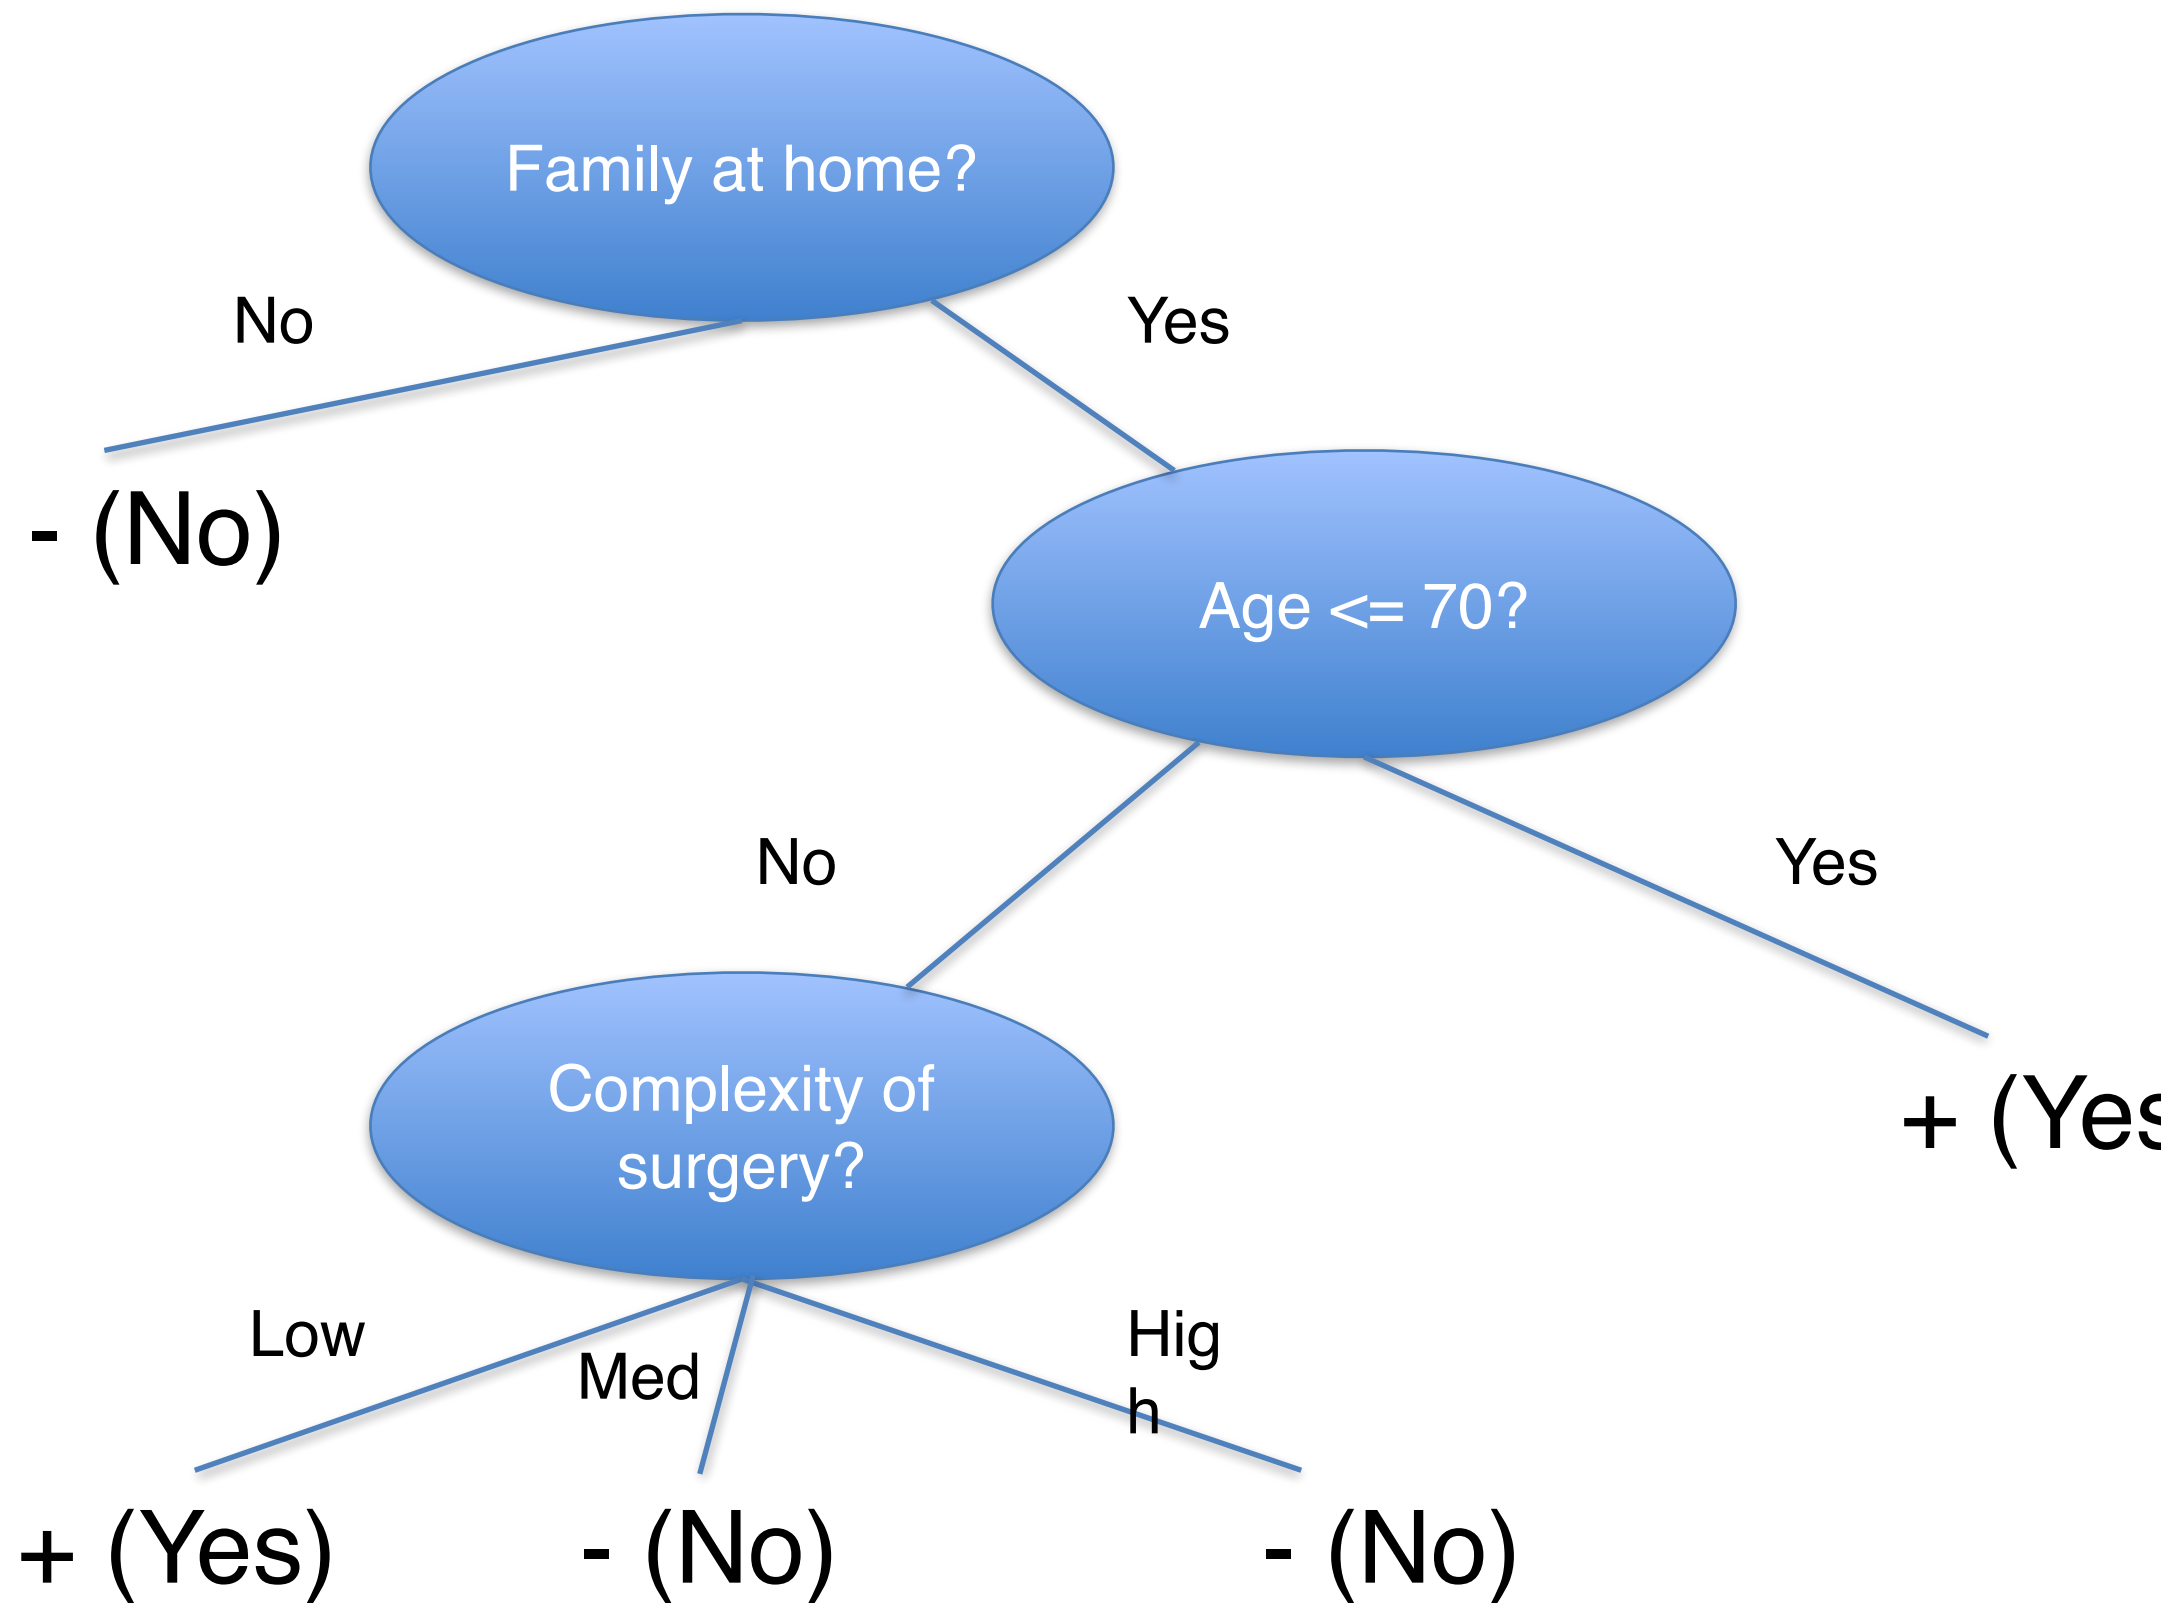 Family at home?
No
Yes
- (No)
Age <= 70?
No
Yes
Complexity of
surgery?
+ (Yes
Low
Med
Hig
h
+ (Yes)
- (No)
- (No)